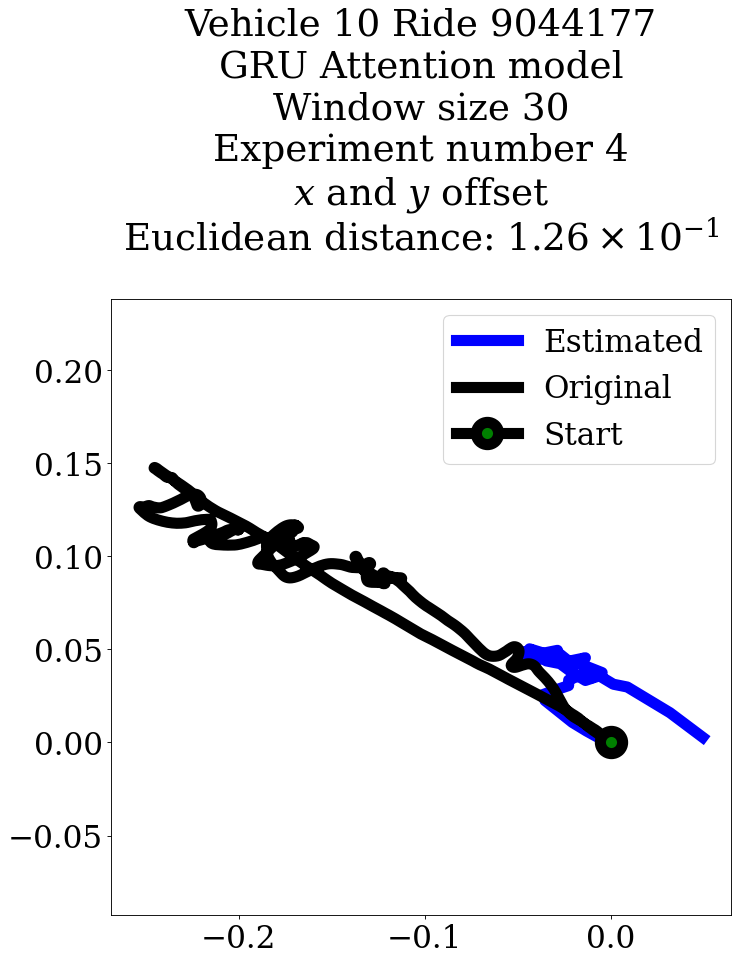 Vehicle 10 Ride 9044177
GRU Attention model
Window size 30
Experiment number 4
x and y offset
Euclidean distance: 1.26 × 10⁻¹
Estimated
Original
Start
0.20
0.15
0.10
0.05
0.00
−0.05
−0.2
−0.1
0.0